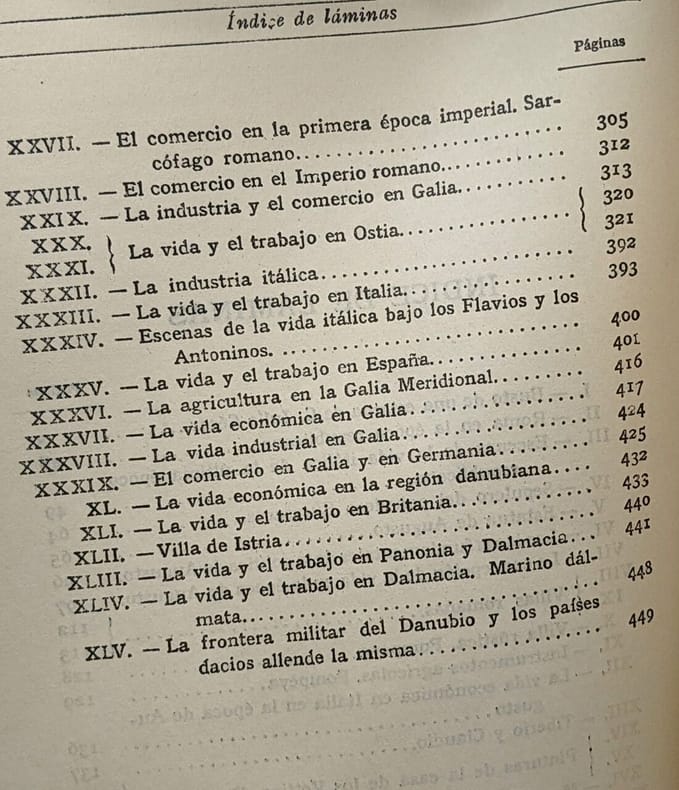 Índice de láminas
Páginas
XXVII. — El comercio en la primera época imperial. Sar-
cófago romano........................... 305
XXVIII. — El comercio en el Imperio romano............ 312
XXIX. — La industria y el comercio en Galia.......... 313
XXX. } La vida y el trabajo en Ostia................ { 320
XXXI. 321
XXXII. — La industria itálica......................... 392
XXXIII. — La vida y el trabajo en Italia................ 393
XXXIV. — Escenas de la vida itálica bajo los Flavios y los
Antoninos. ............................ 400
XXXV. — La vida y el trabajo en España.............. 401
XXXVI. — La agricultura en la Galia Meridional......... 416
XXXVII. — La vida económica en Galia................ 417
XXXVIII. — La vida industrial en Galia................. 424
XXXIX. — El comercio en Galia y en Germania......... 425
XL. — La vida económica en la región danubiana.... 432
XLI. — La vida y el trabajo en Britania............. 433
XLII. — Villa de Istria............................ 440
XLIII. — La vida y el trabajo en Panonia y Dalmacia... 441
XLIV. — La vida y el trabajo en Dalmacia. Marino dál-
mata................................. 448
XLV. — La frontera militar del Danubio y los países
dacios allende la misma................. 449